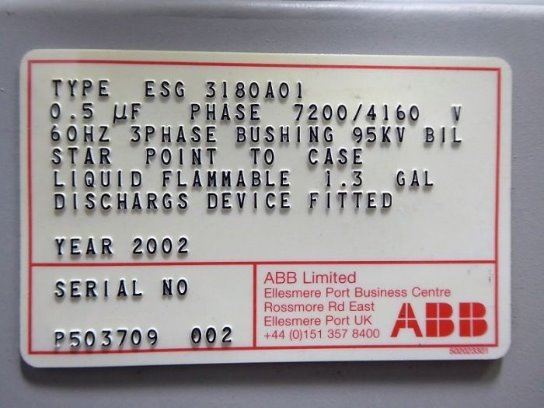 TYPE ESG 3180A01
0.5 µF PHASE 7200/4160 V
60HZ 3PHASE BUSHING 95KV BIL
STAR POINT TO CASE
LIQUID FLAMMABLE 1.3 GAL
DISCHARGS DEVICE FITTED
YEAR 2002
SERIAL NO
P503709 002
ABB Limited
Ellesmere Port Business Centre
Rossmore Rd East
Ellesmere Port UK
+44 (0)151 357 8400
ABB
502023301